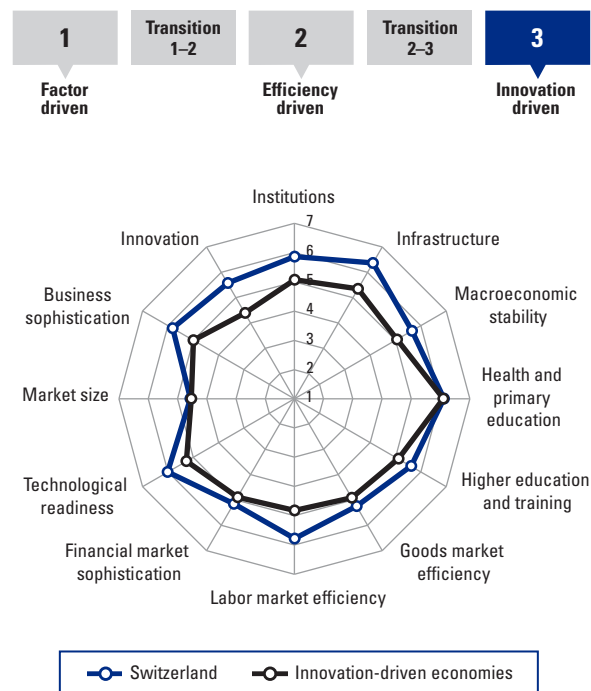 1
Transition
1–2
2
Transition
2–3
3
Factor
driven
Efficiency
driven
Innovation
driven
Institutions
7
Innovation
Infrastructure
6
5
Business
sophistication
Macroeconomic
stability
4
3
2
Market size
1
Health and
primary
education
Technological
readiness
Higher education
and training
Financial market
sophistication
Goods market
efficiency
Labor market efficiency
Switzerland
Innovation-driven economies